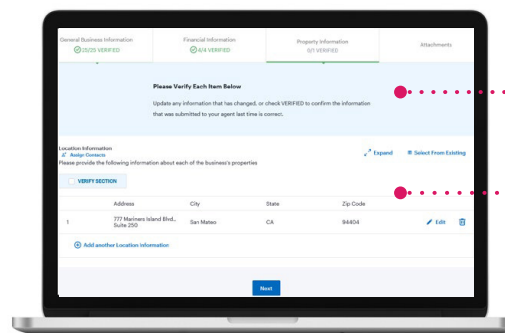 General Business Information
25/25 VERIFIED
Financial Information
4/4 VERIFIED
Property Information
0/1 VERIFIED
Attachments
Please Verify Each Item Below
Update any information that has changed, or check VERIFIED to confirm the information
that was submitted to your agent last time is correct.
Location Information
Assign Contacts
Expand
Select From Existing
Please provide the following information about each of the business's properties
VERIFY SECTION
Address City State Zip Code
1 777 Mariners Island Blvd., San Mateo CA 94404 Edit
Suite 250
Add another Location information
Next